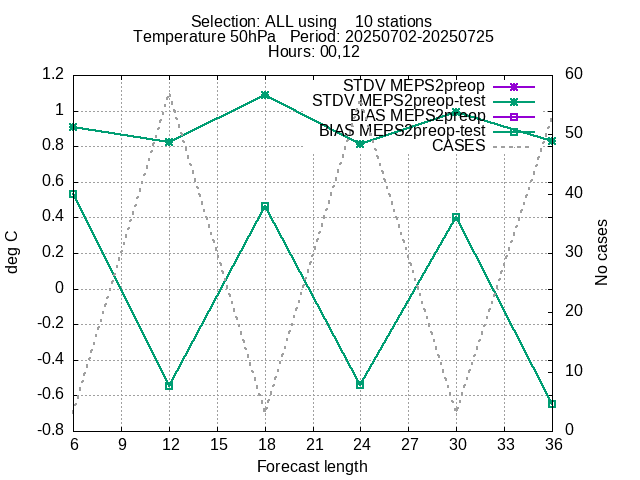 Selection: ALL using    10 stations
Temperature 50hPa   Period: 20250702-20250725
Hours: 00,12
STDV MEPS2preop
STDV MEPS2preop-test
BIAS MEPS2preop
BIAS MEPS2preop-test
CASES
1.2
1
0.8
0.6
0.4
0.2
0
-0.2
-0.4
-0.6
-0.8
deg C
60
50
40
30
20
10
0
No cases
6 9 12 15 18 21 24 27 30 33 36
Forecast length